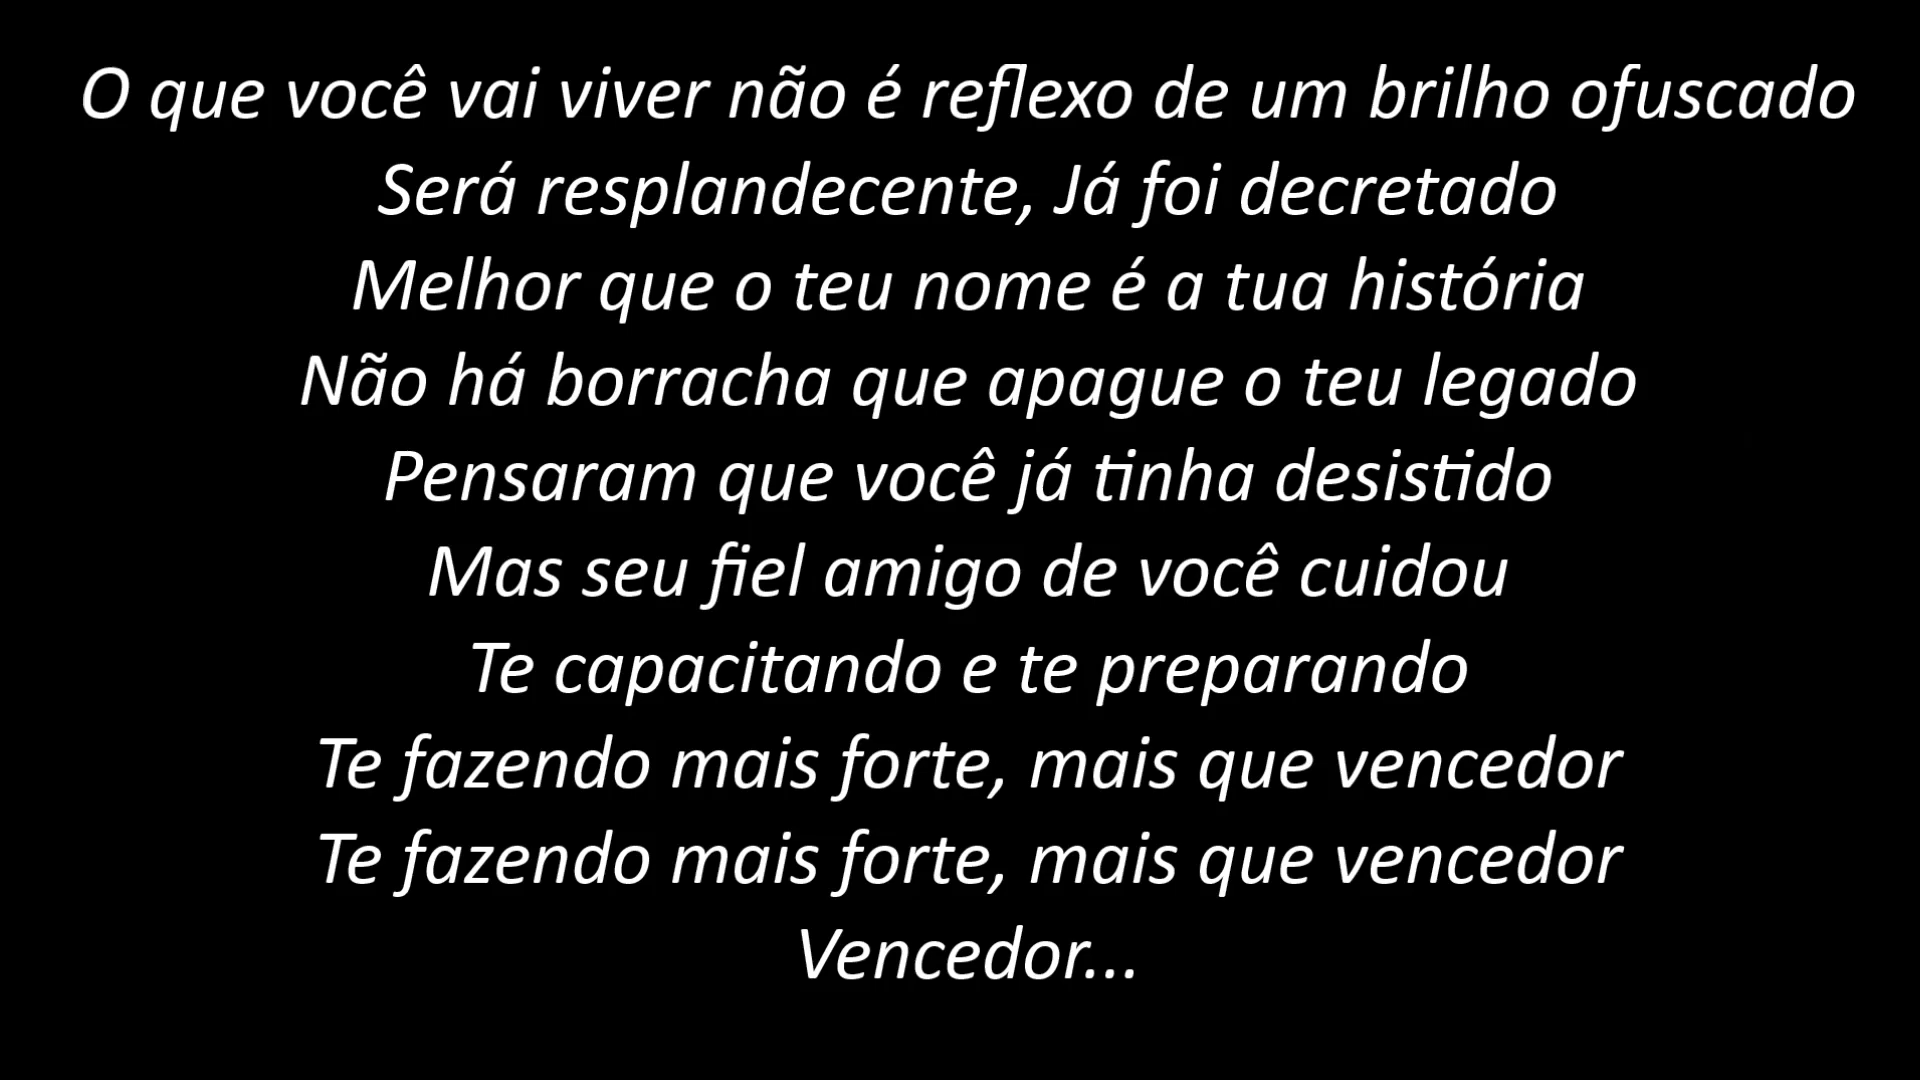 O que você vai viver não é reflexo de um brilho ofuscado
Será resplandecente, Já foi decretado
Melhor que o teu nome é a tua história
Não há borracha que apague o teu legado
Pensaram que você já tinha desistido
Mas seu fiel amigo de você cuidou
Te capacitando e te preparando
Te fazendo mais forte, mais que vencedor
Te fazendo mais forte, mais que vencedor
Vencedor...